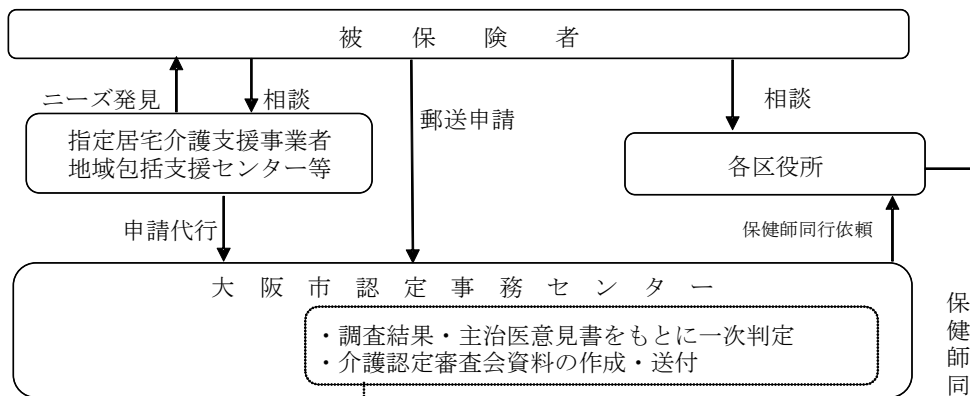 被保険者
ニーズ発見
相談
郵送申請
相談
指定居宅介護支援事業者
地域包括支援センター等
各区役所
申請代行
保健師同行依頼
大阪市認定事務センター
・調査結果・主治医意見書をもとに一次判定
・介護認定審査会資料の作成・送付
保健師同